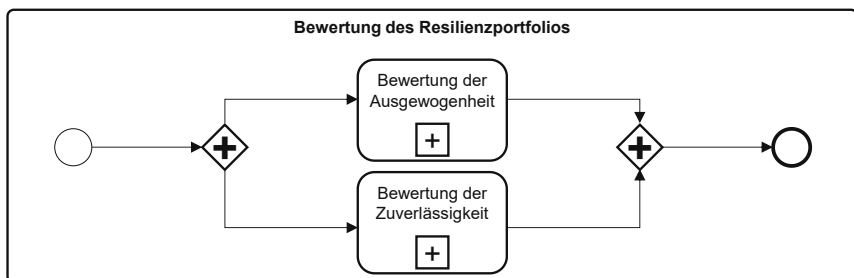 Bewertung des Resilienzportfolios
Bewertung der
Ausgewogenheit
Bewertung der
Zuverlässigkeit